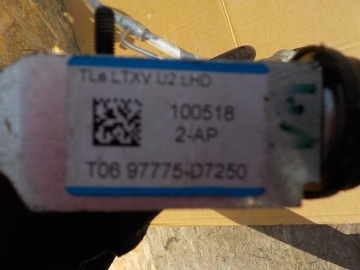 TLe LTXV U2 LHD
100518
2-AP
T06 97775-D7250